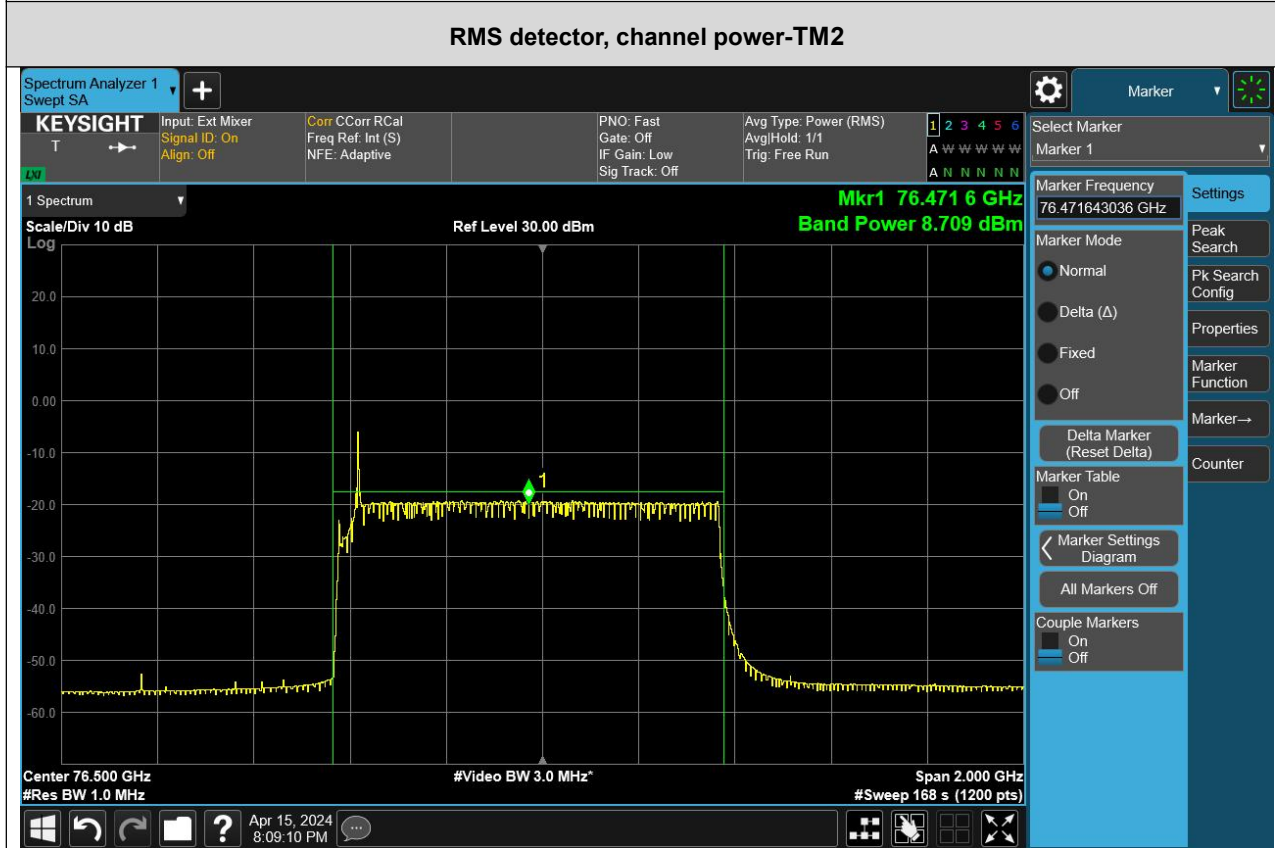 RMS detector, channel power-TM2
Spectrum Analyzer 1
Swept SA
+
Marker
KEYSIGHT
T
LXI
Input: Ext Mixer
Signal ID: On
Align: Off
Corr CCorr RCal
Freq Ref: Int (S)
NFE: Adaptive
PNO: Fast
Gate: Off
IF Gain: Low
Sig Track: Off
Avg Type: Power (RMS)
Avg|Hold: 1/1
Trig: Free Run
1 2 3 4 5 6
A W W W W W
A N N N N N
Select Marker
Marker 1
1 Spectrum
Scale/Div 10 dB
Log
Ref Level 30.00 dBm
Mkr1 76.471 6 GHz
Band Power 8.709 dBm
20.0
10.0
0.00
-10.0
-20.0
-30.0
-40.0
-50.0
-60.0
1
Center 76.500 GHz
#Res BW 1.0 MHz
#Video BW 3.0 MHz*
Span 2.000 GHz
#Sweep 168 s (1200 pts)
Marker Frequency
76.471643036 GHz
Marker Mode
Normal
Delta (Δ)
Fixed
Off
Delta Marker
(Reset Delta)
Marker Table
On
Off
Marker Settings
Diagram
All Markers Off
Couple Markers
On
Off
Settings
Peak
Search
Pk Search
Config
Properties
Marker
Function
Marker→
Counter
?
Apr 15, 2024
8:09:10 PM